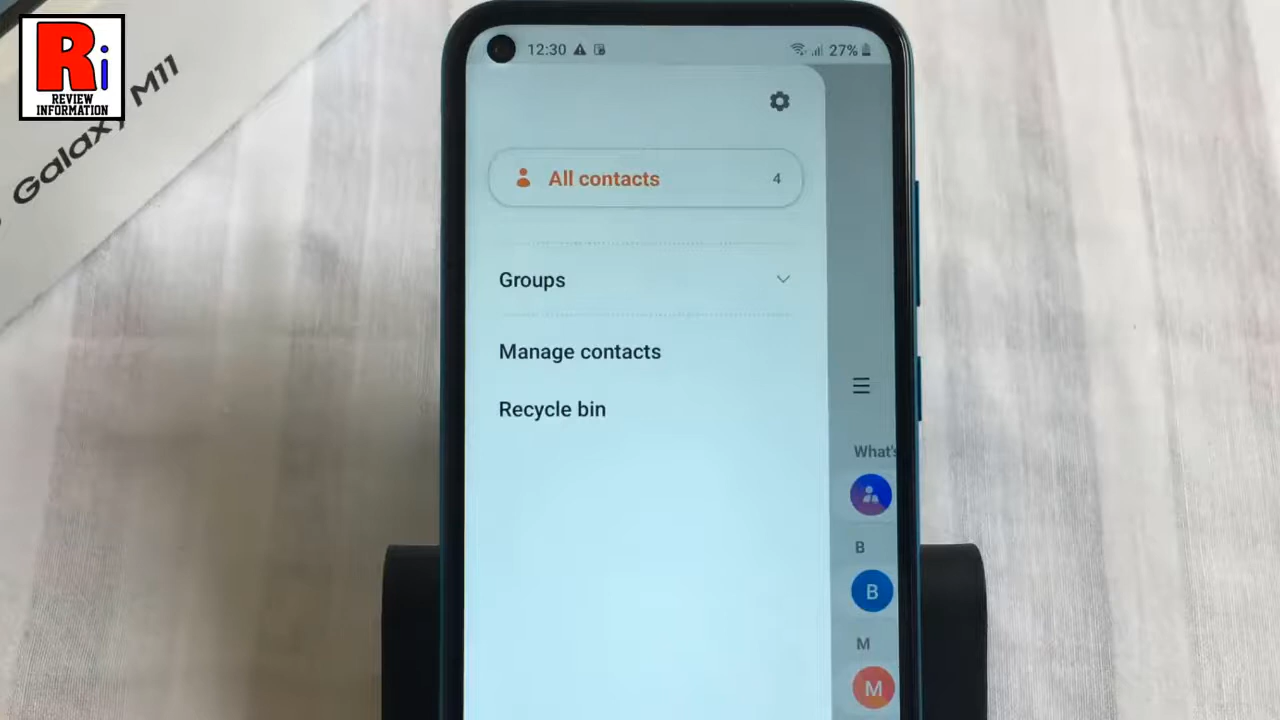 Ri
REVIEW
INFORMATION
Galaxy M11
12:30
27%
All contacts
4
Groups
Manage contacts
Recycle bin
What's
B
B
M
M